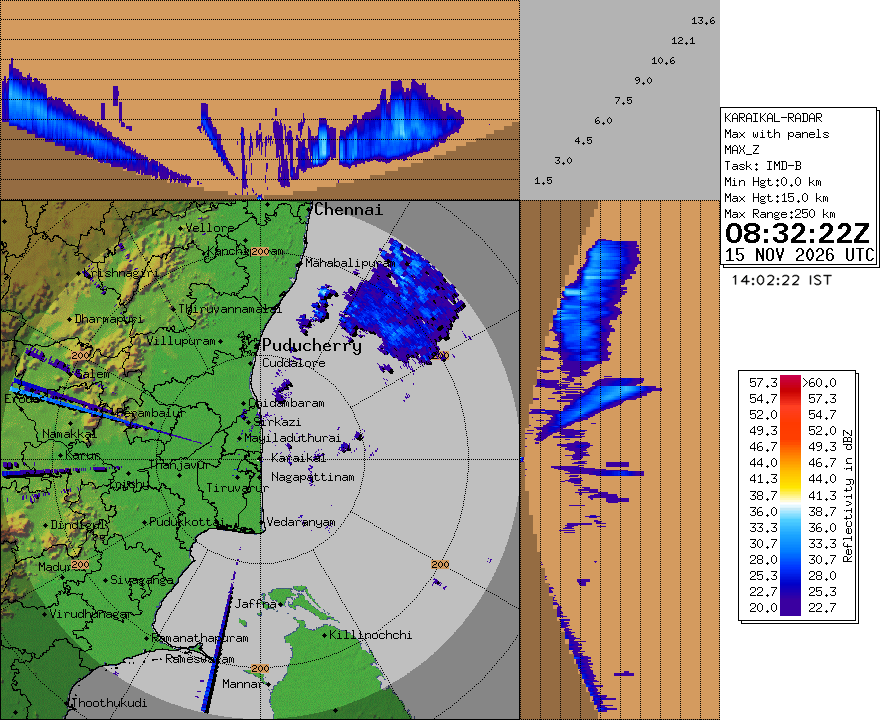 13.6
12.1
10.6
9.0
7.5
6.0
4.5
3.0
1.5
KARAIKAL-RADAR
Max with panels
MAX_Z
Task: IMD-B
Min Hgt:0.0 km
Max Hgt:15.0 km
Max Range:250 km
08:32:22Z
15 NOV 2026 UTC
14:02:22 IST
Chennai
Vellore
200
Mahabalipuram
Krishnagiri
Thiruvannamalai
Dharmapuri
Villupuram
Puducherry
200
Cuddalore
Salem
Chidambaram
Perambalur
Sirkazi
Namakkal
Mayiladuthurai
Karur
Karaikal
Thanjavur
Nagapattinam
Tiruvarur
Dindigul
Pudukkottai
Vedaranyam
200
200
Sivaganga
Jaffna
Virudhunagar
Ramanathapuram
Killinochchi
Rameswaram
200
Mannar
Thoothukudi
57.3 >60.0
54.7 57.3
52.0 54.7
49.3 52.0
46.7 49.3
44.0 46.7
41.3 44.0
38.7 41.3
36.0 38.7
33.3 36.0
30.7 33.3
28.0 30.7
25.3 28.0
22.7 25.3
20.0 22.7
Reflectivity in dBZ